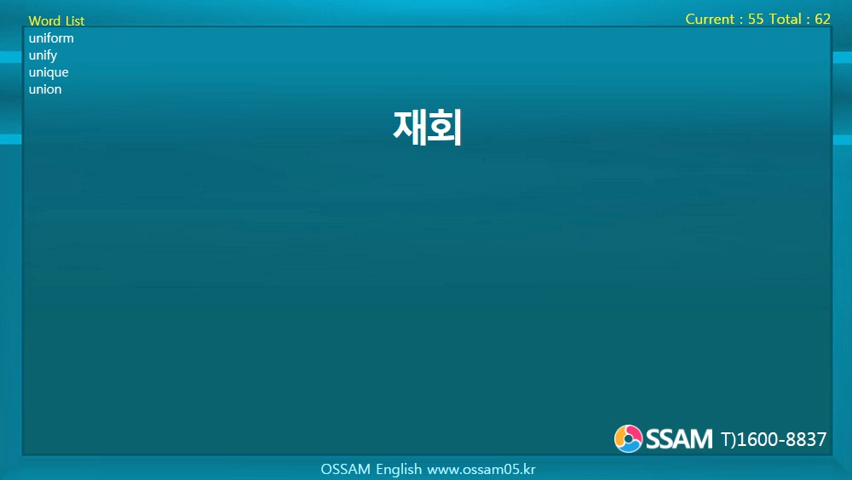 Word List
Current : 55 Total : 62
uniform
unify
unique
union
재회
OSSAM T)1600-8837
OSSAM English www.ossam05.kr